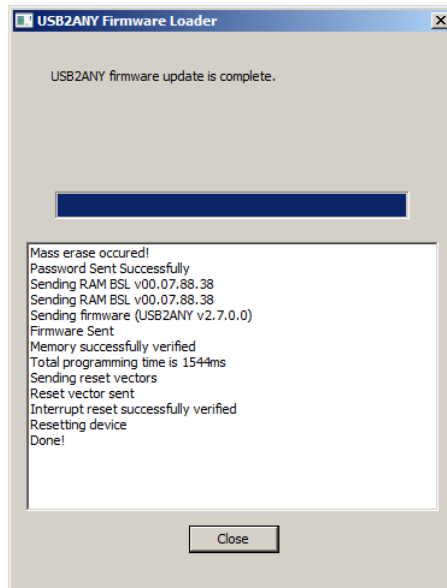 USB2ANY Firmware Loader
USB2ANY firmware update is complete.
Mass erase occured!
Password Sent Successfully
Sending RAM BSL v00.07.88.38
Sending RAM BSL v00.07.88.38
Sending firmware (USB2ANY v2.7.0.0)
Firmware Sent
Memory successfully verified
Total programming time is 1544ms
Sending reset vectors
Reset vector sent
Interrupt reset successfully verified
Resetting device
Done!
Close